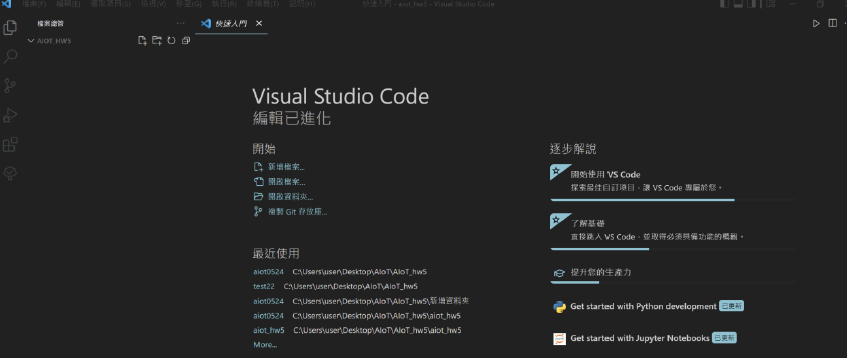 檔案(F) 編輯(E) 選取項目(S) 檢視(V) 移至(G) 執行(R) 終端機(T) 說明(H)
快速入門 - aiot_hw5 - Visual Studio Code
檔案總管
快速入門
AIOT_HW5
Visual Studio Code
編輯已進化
開始
新增檔案...
開啟檔案...
開啟資料夾...
複製 Git 存放庫...
最近使用
aiot0524 C:\Users\user\Desktop\AIoT\AIoT_hw5
test22 C:\Users\user\Desktop\AIoT\AIoT_hw5
aiot0524 C:\Users\user\Desktop\AIoT\AIoT_hw5\新增資料夾
aiot0524 C:\Users\user\Desktop\AIoT\AIoT_hw5\aiot_hw5
aiot_hw5 C:\Users\user\Desktop\AIoT\AIoT_hw5\aiot_hw5
More...
逐步解說
開始使用 VS Code
探索最佳自訂項目，讓 VS Code 專屬於您。
了解基礎
直接跳入 VS Code，並取得必須具備功能的概觀。
提升您的生產力
Get started with Python development 已更新
Get started with Jupyter Notebooks 已更新